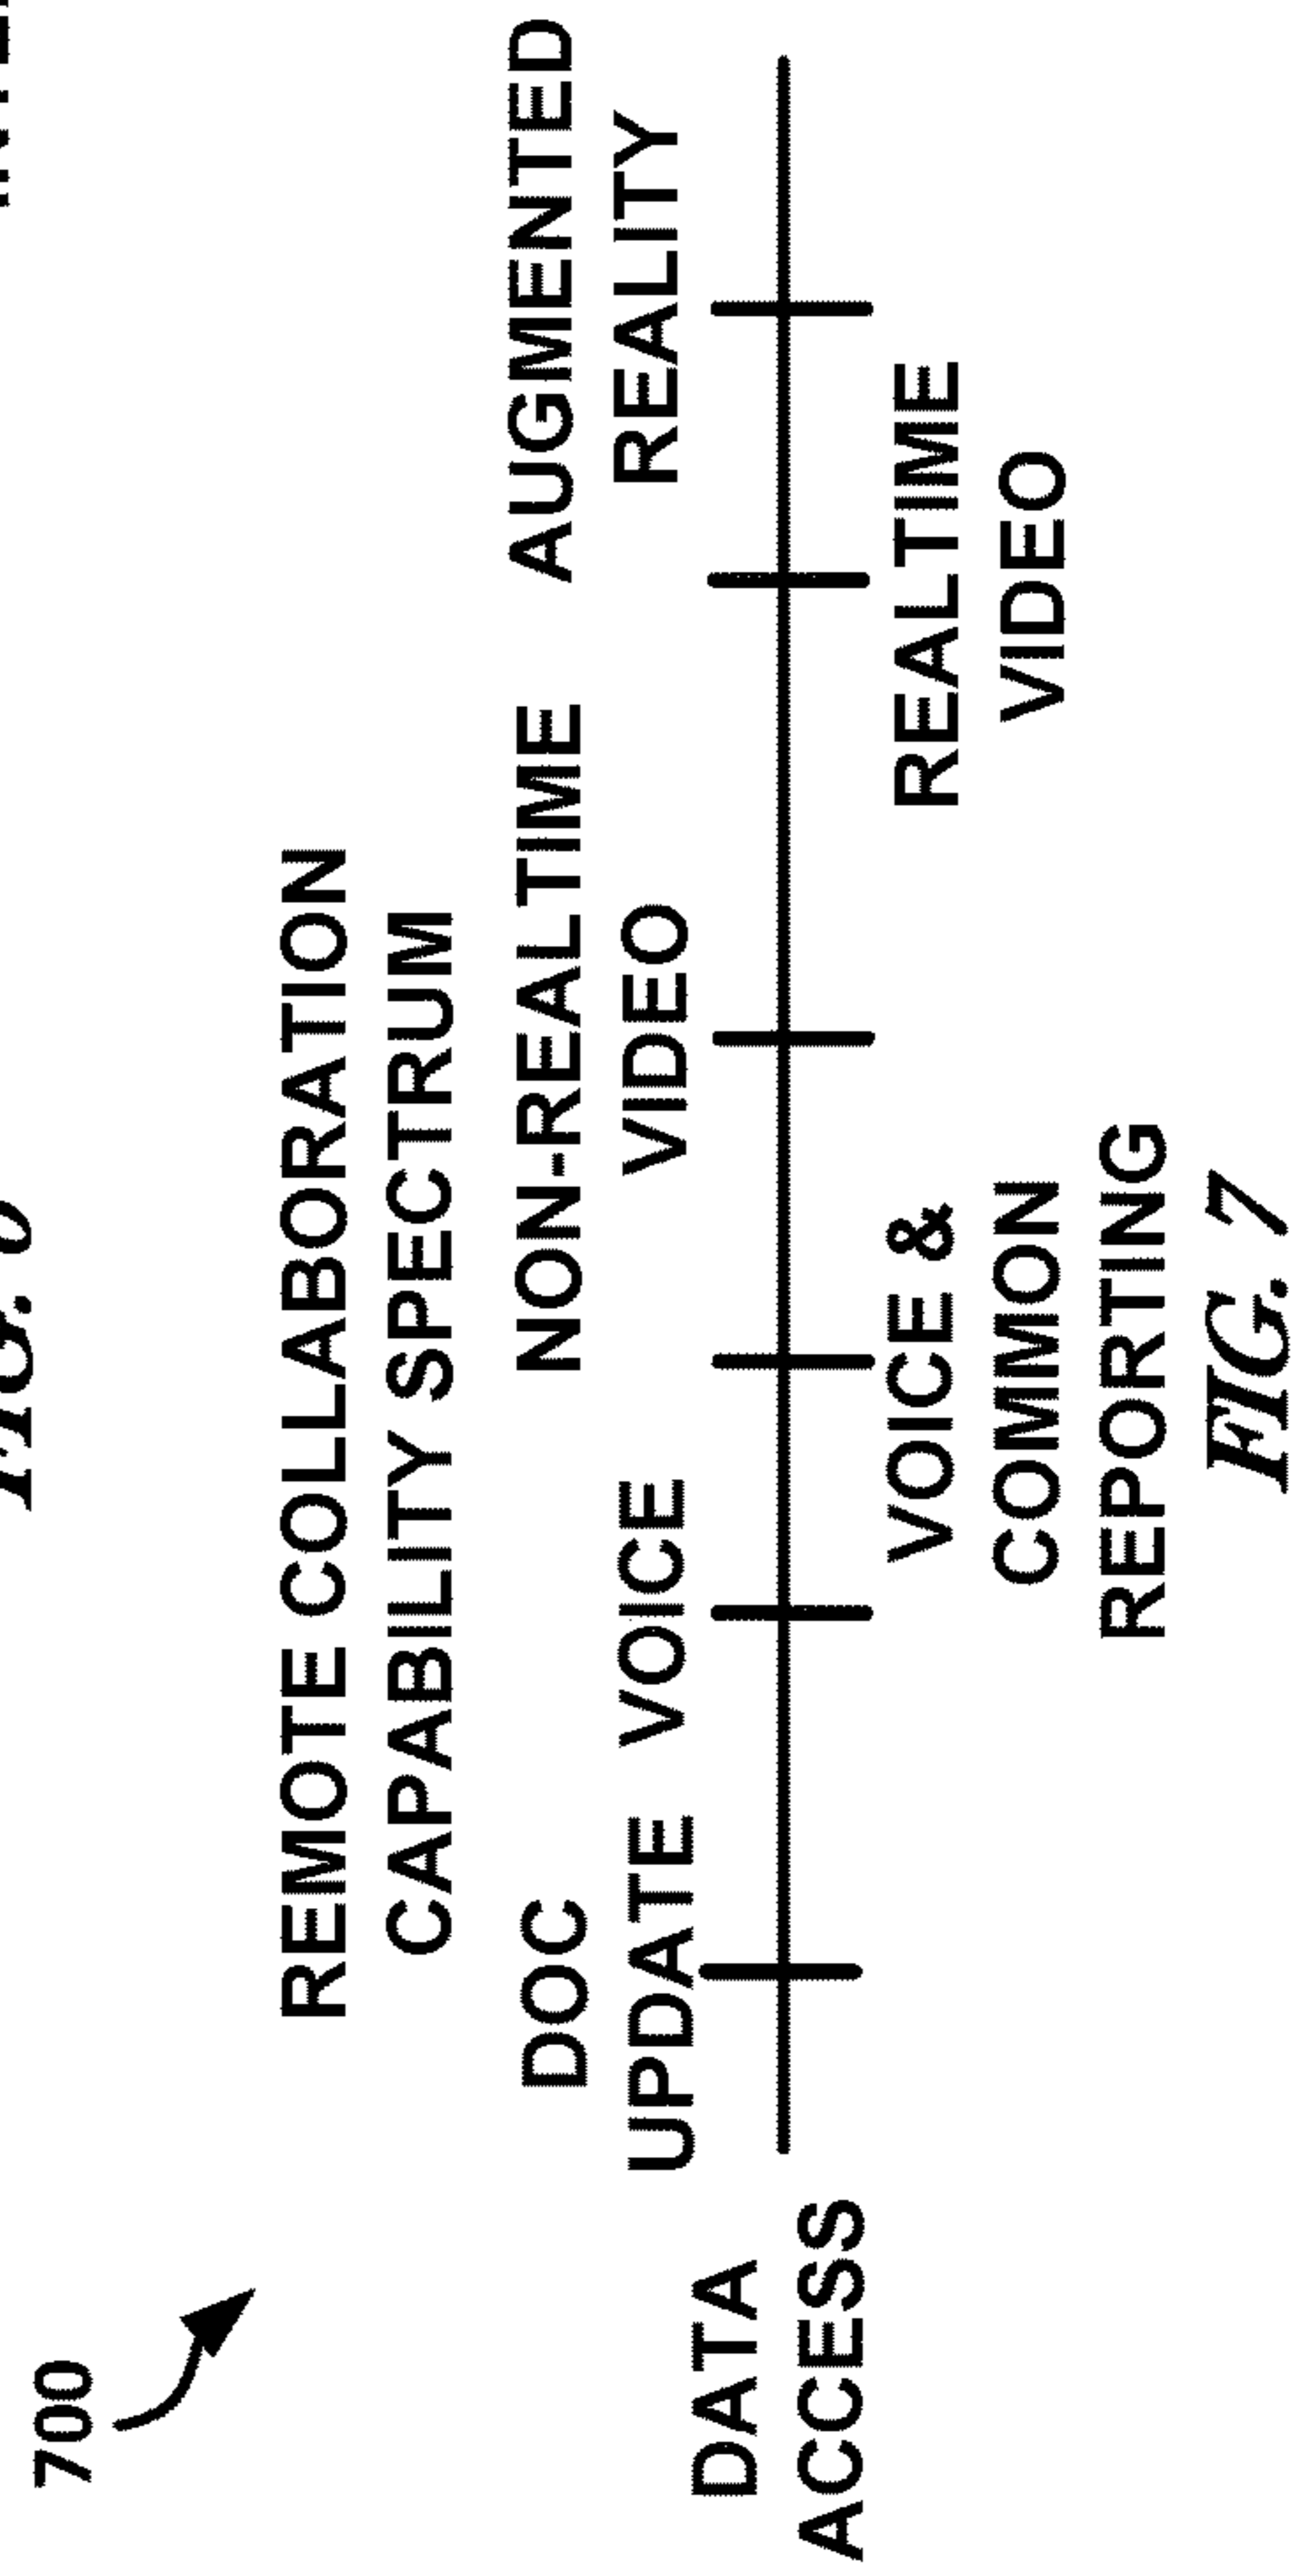 700
REMOTE COLLABORATION
CAPABILITY SPECTRUM
DATA
ACCESS
DOC
UPDATE
VOICE
VOICE &
COMMON
REPORTING
NON-REALTIME
VIDEO
REALTIME
VIDEO
AUGMENTED
REALITY
FIG. 7